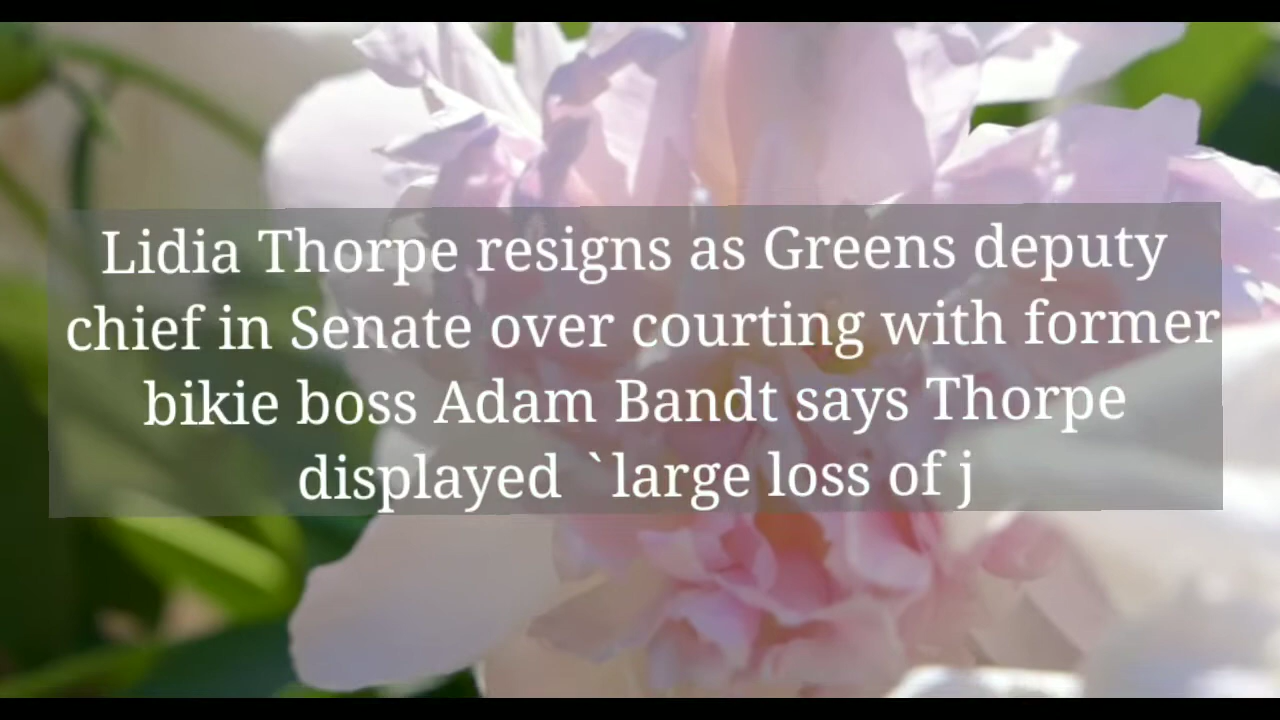 Lidia Thorpe resigns as Greens deputy
chief in Senate over courting with former
bikie boss Adam Bandt says Thorpe
displayed `large loss of j